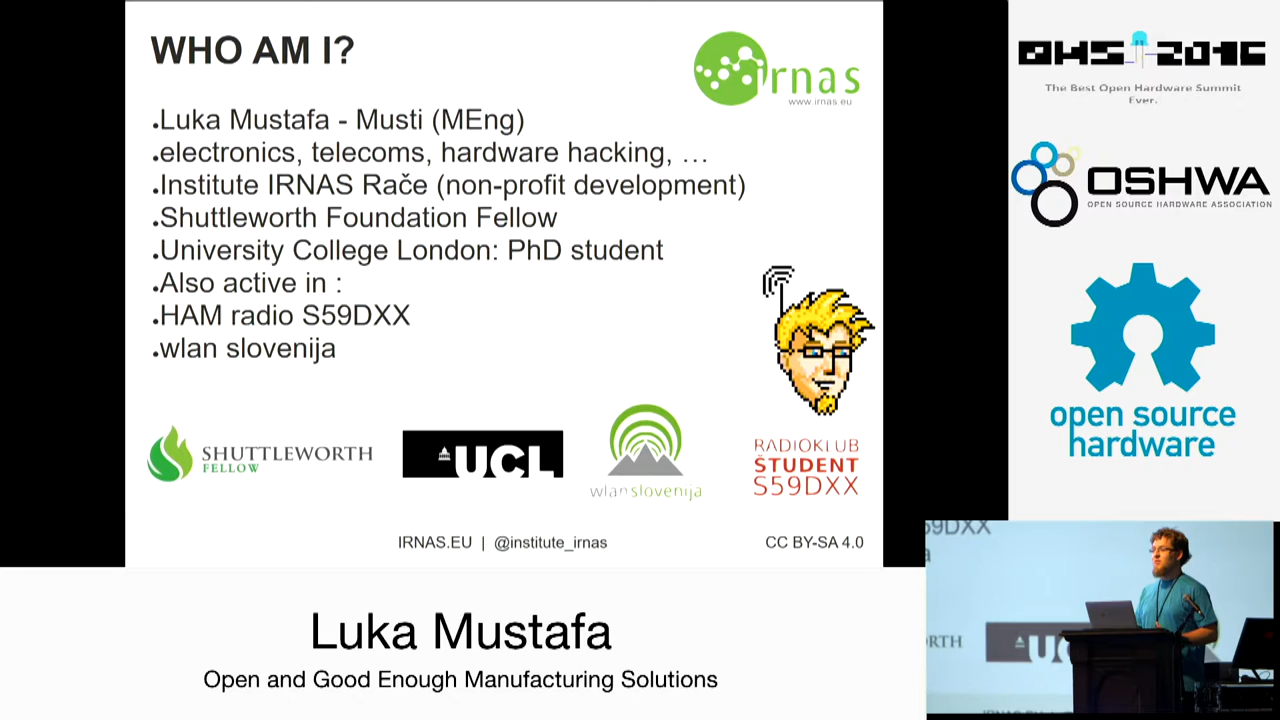 WHO AM I?
irnas
www.irnas.eu
.Luka Mustafa - Musti (MEng)
.electronics, telecoms, hardware hacking, …
.Institute IRNAS Rače (non-profit development)
.Shuttleworth Foundation Fellow
.University College London: PhD student
.Also active in :
.HAM radio S59DXX
.wlan slovenija
SHUTTLEWORTH
FELLOW
UCL
wlan slovenija
RADIOKLUB
ŠTUDENT
S59DXX
IRNAS.EU | @institute_irnas
CC BY-SA 4.0
Luka Mustafa
Open and Good Enough Manufacturing Solutions
OHS 2016
The Best Open Hardware Summit
Ever.
OSHWA
OPEN SOURCE HARDWARE ASSOCIATION
open source
hardware
59DXX
RTH